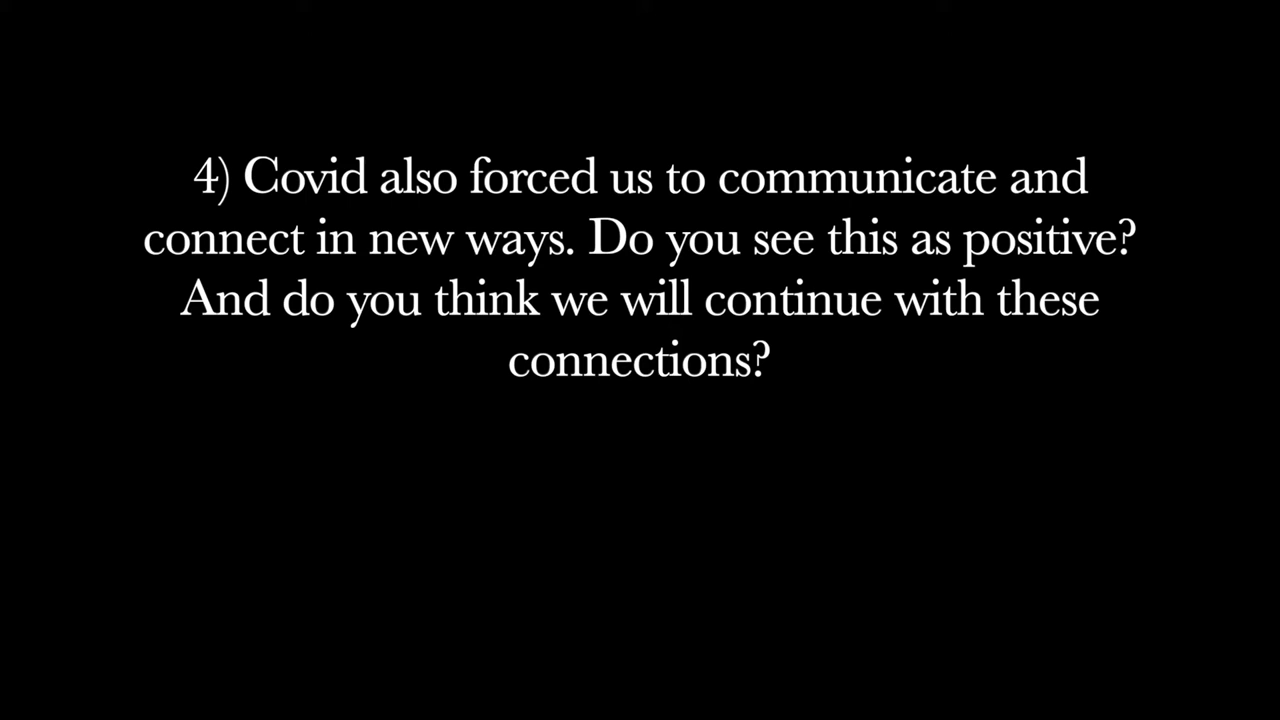 4) Covid also forced us to communicate and
connect in new ways. Do you see this as positive?
And do you think we will continue with these
connections?